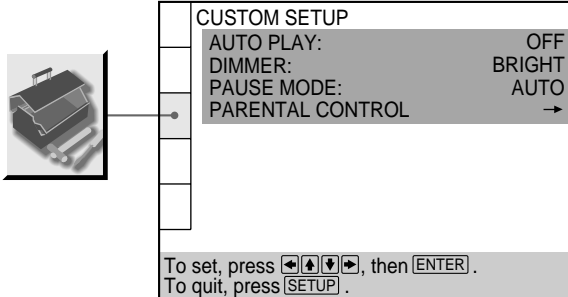 CUSTOM SETUP
AUTO PLAY: OFF
DIMMER: BRIGHT
PAUSE MODE: AUTO
PARENTAL CONTROL →
To set, press ←↑↓→, then ENTER.
To quit, press SETUP.